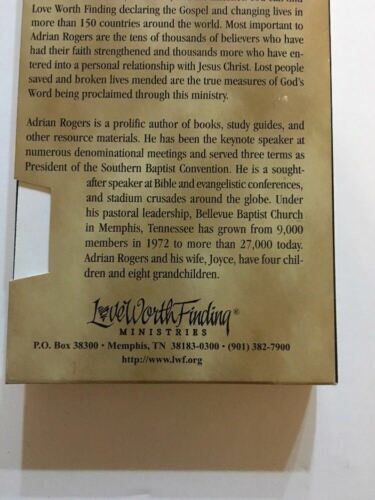 Love Worth Finding declaring the Gospel and changing lives in
more than 150 countries around the world. Most important to
Adrian Rogers are the tens of thousands of believers who have
had their faith strengthened and thousands more who have en-
tered into a personal relationship with Jesus Christ. Lost people
saved and broken lives mended are the true measures of God's
Word being proclaimed through this ministry.
Adrian Rogers is a prolific author of books, study guides, and
other resource materials. He has been the keynote speaker at
numerous denominational meetings and served three terms as
President of the Southern Baptist Convention. He is a sought-
after speaker at Bible and evangelistic conferences,
and stadium crusades around the globe. Under
his pastoral leadership, Bellevue Baptist Church
in Memphis, Tennessee has grown from 9,000
members in 1972 to more than 27,000 today.
Adrian Rogers and his wife, Joyce, have four chil-
dren and eight grandchildren.
LoveWorthFinding®
MINISTRIES
P.O. Box 38300 • Memphis, TN 38183-0300 • (901) 382-7900
http://www.lwf.org